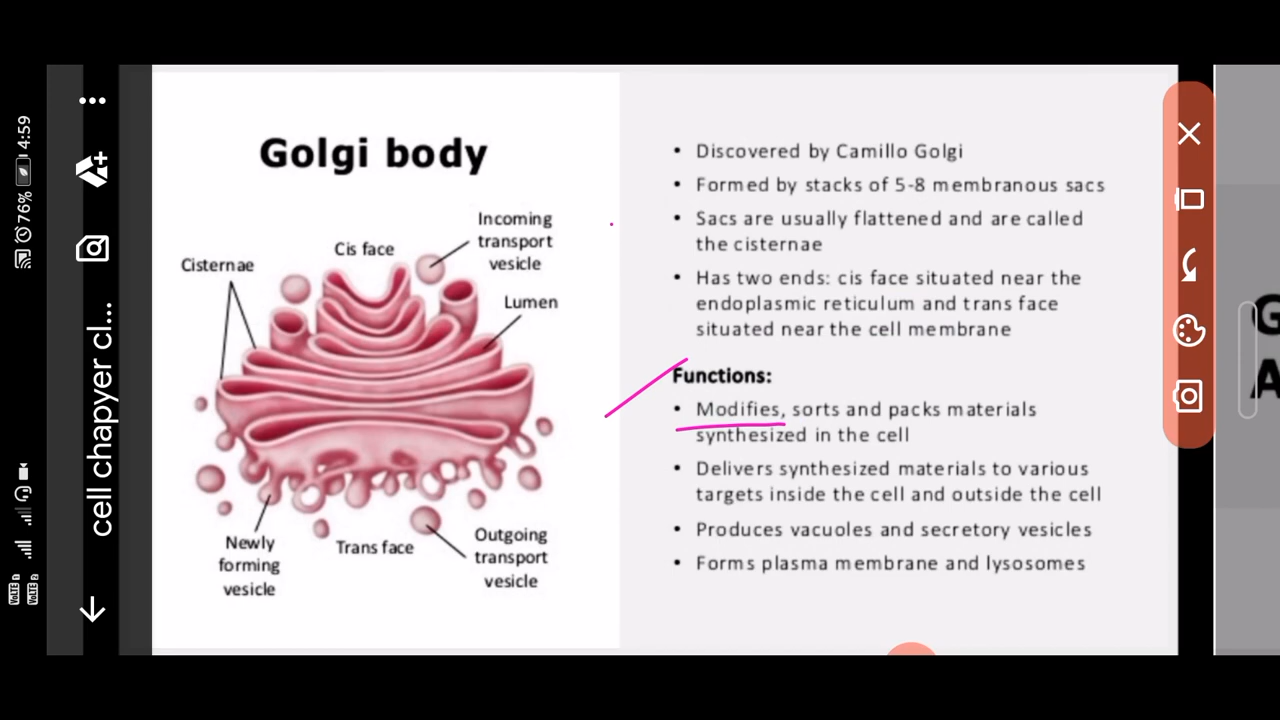 4:59
76%
cell chapyer cl...
Golgi body
Cisternae
Cis face
Incoming
transport
vesicle
Lumen
Newly
forming
vesicle
Trans face
Outgoing
transport
vesicle
• Discovered by Camillo Golgi
• Formed by stacks of 5-8 membranous sacs
• Sacs are usually flattened and are called
the cisternae
• Has two ends: cis face situated near the
endoplasmic reticulum and trans face
situated near the cell membrane
Functions:
• Modifies, sorts and packs materials
synthesized in the cell
• Delivers synthesized materials to various
targets inside the cell and outside the cell
• Produces vacuoles and secretory vesicles
• Forms plasma membrane and lysosomes